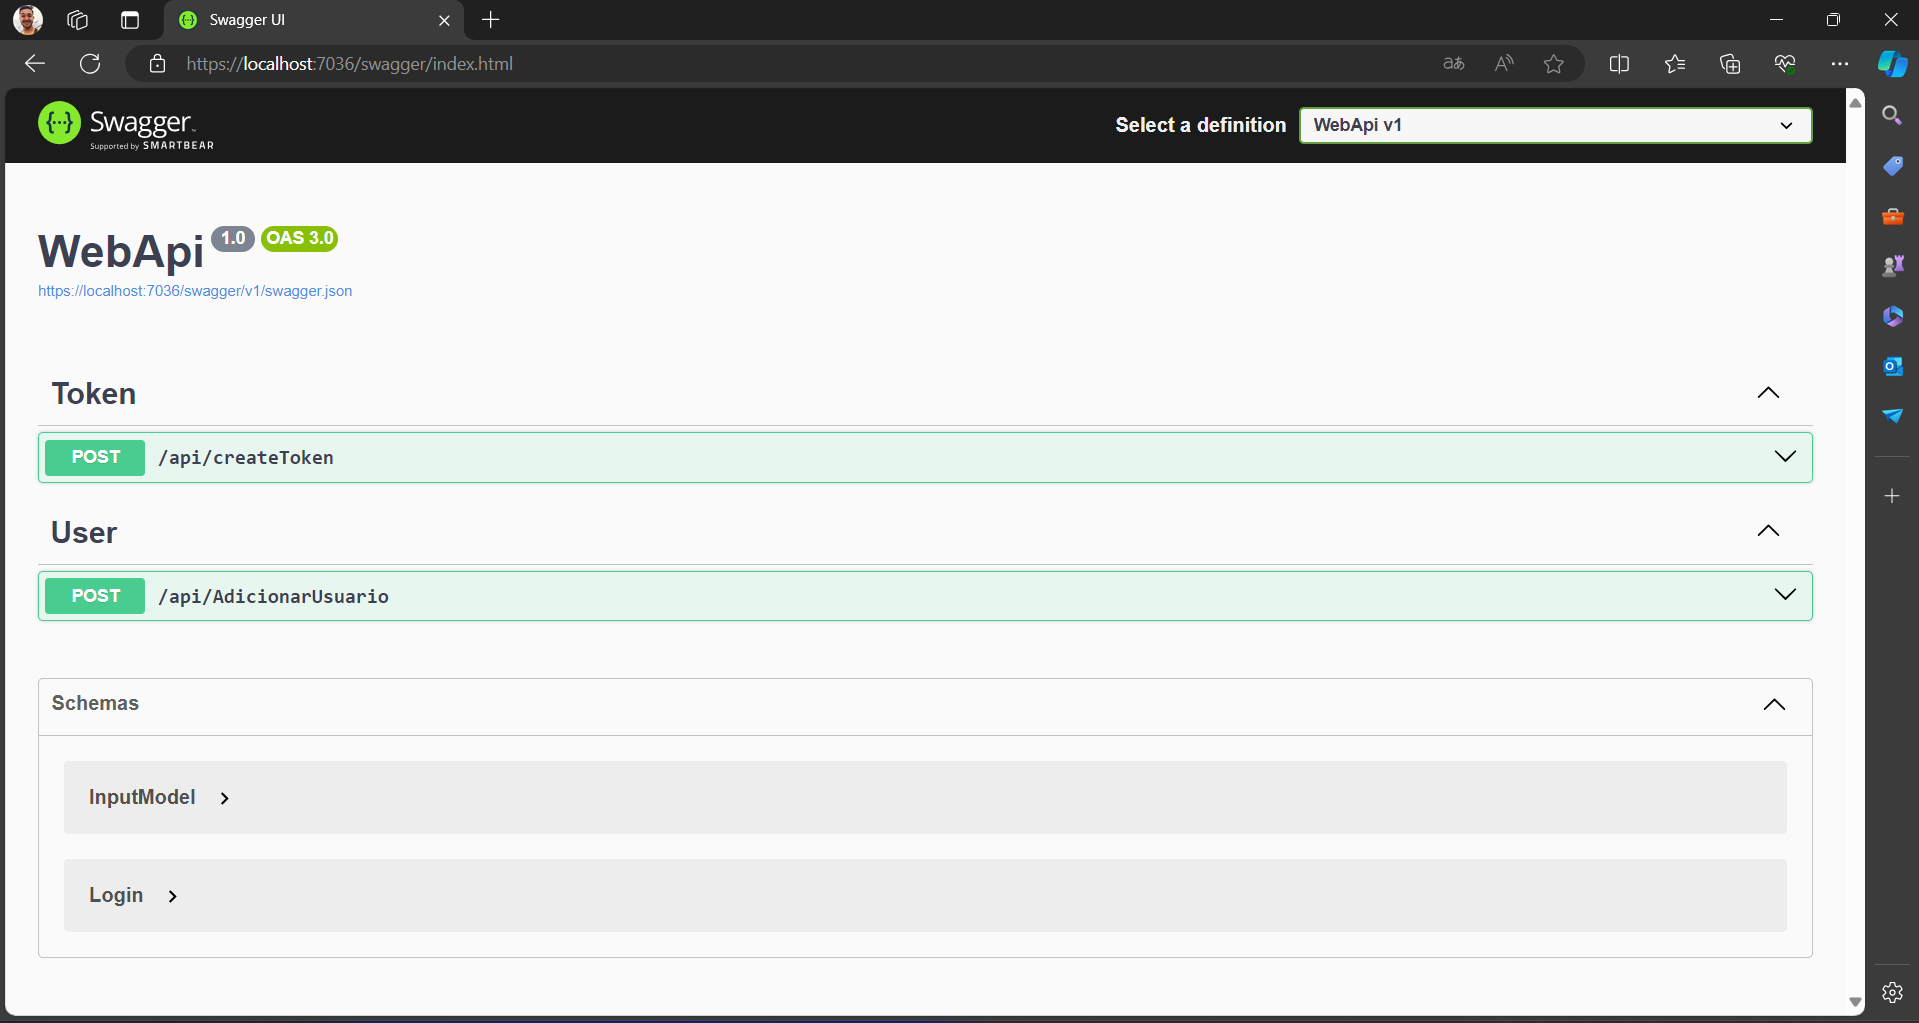 Swagger UI
https://localhost:7036/swagger/index.html
Swagger
Supported by SMARTBEAR
Select a definition
WebApi v1
WebApi 1.0 OAS 3.0
https://localhost:7036/swagger/v1/swagger.json
Token
POST /api/createToken
User
POST /api/AdicionarUsuario
Schemas
InputModel
Login